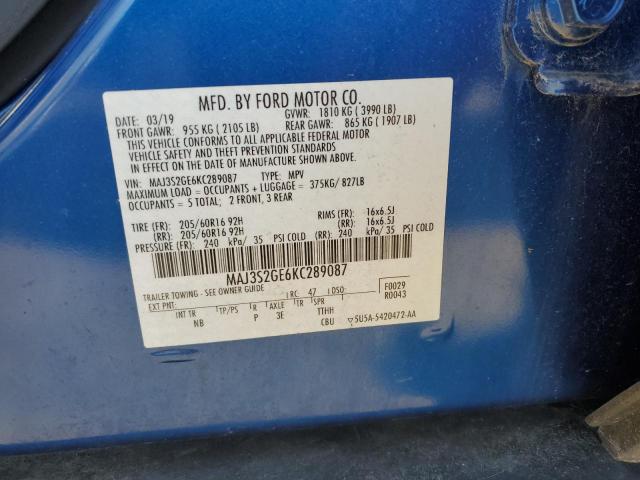 MFD. BY FORD MOTOR CO.
DATE: 03/19 GVWR: 1810 KG ( 3990 LB)
FRONT GAWR: 955 KG ( 2105 LB) REAR GAWR: 865 KG ( 1907 LB)
THIS VEHICLE CONFORMS TO ALL APPLICABLE FEDERAL MOTOR
VEHICLE SAFETY AND THEFT PREVENTION STANDARDS
IN EFFECT ON THE DATE OF MANUFACTURE SHOWN ABOVE.
VIN: MAJ3S2GE6KC289087 TYPE: MPV
MAXIMUM LOAD = OCCUPANTS + LUGGAGE = 375KG/ 827LB
OCCUPANTS = 5 TOTAL; 2 FRONT, 3 REAR
TIRE (FR): 205/60R16 92H RIMS (FR): 16x6.5J
(RR): 205/60R16 92H (RR): 16x6.5J
PRESSURE (FR): 240 kPa/ 35 PSI COLD (RR) 240 kPa/ 35 PSI COLD
MAJ3S2GE6KC289087
TRAILER TOWING - SEE OWNER GUIDE RC: 47 DSO: F0029
EXT PNT: R0043
INT TR TP/PS R AXLE TR SPR
NB P 3E TTHH
CBU 5U5A-5420472-AA